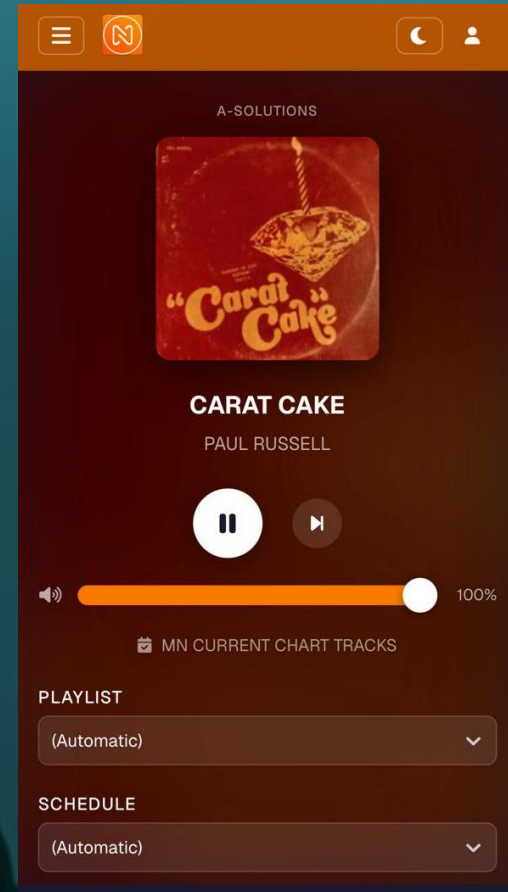 A-SOLUTIONS
“Carat
Cake”
CARAT CAKE
PAUL RUSSELL
100%
MN CURRENT CHART TRACKS
PLAYLIST
(Automatic)
SCHEDULE
(Automatic)